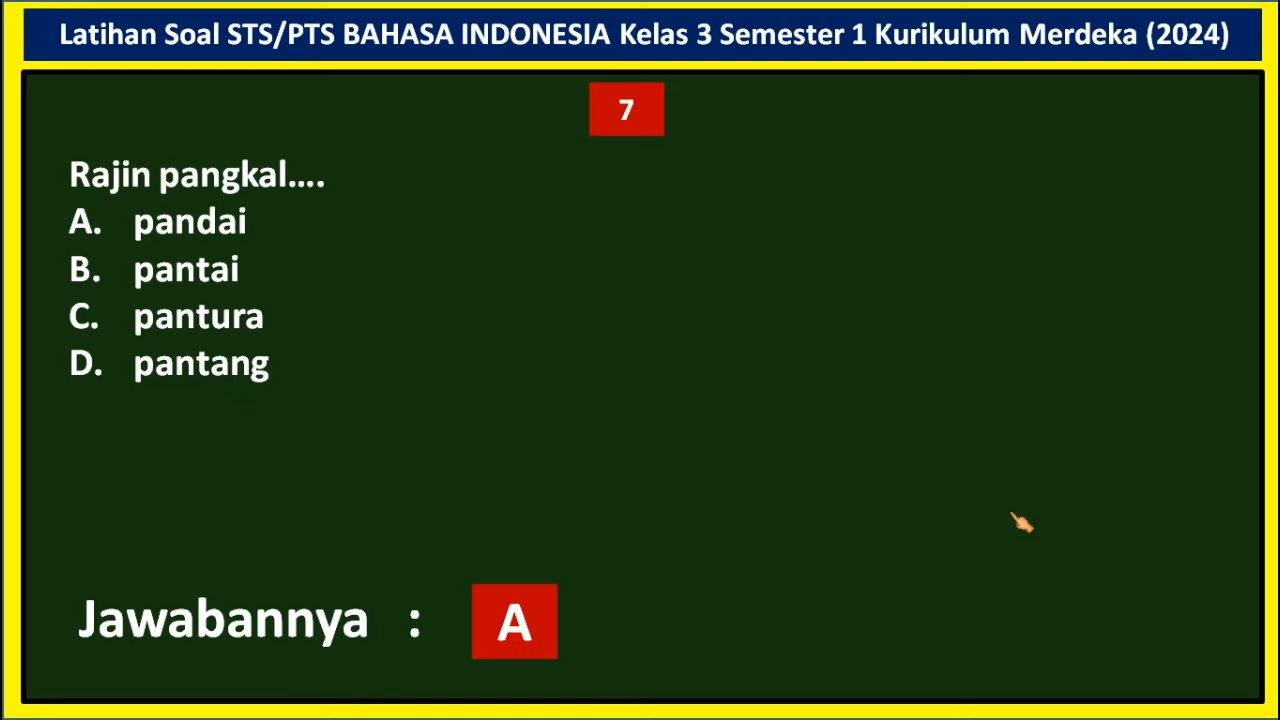 Latihan Soal STS/PTS BAHASA INDONESIA Kelas 3 Semester 1 Kurikulum Merdeka (2024)
7
Rajin pangkal....
A. pandai
B. pantai
C. pantura
D. pantang
Jawabannya : A